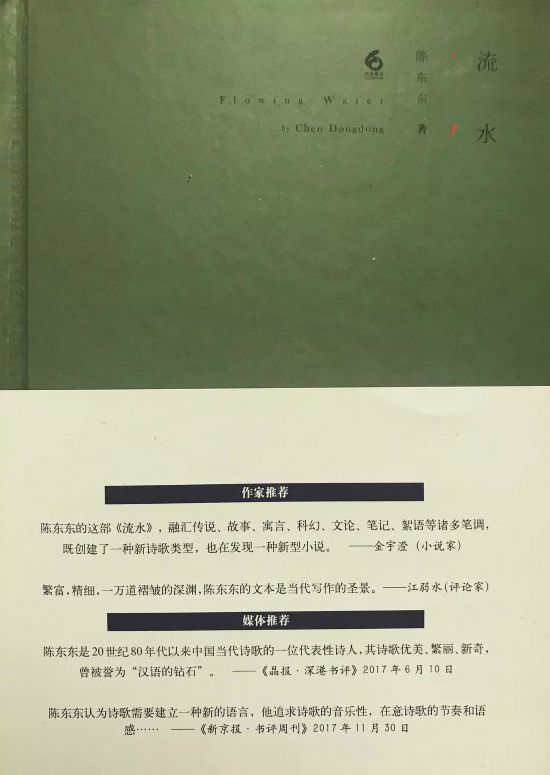 流水
陈东东 著
Flowing Water
by Chen Dongdong
作家推荐
陈东东的这部《流水》，融汇传说、故事、寓言、科幻、文论、笔记、絮语等诸多笔调，
既创建了一种新诗歌类型，也在发现一种新型小说。 ——金宇澄（小说家）
繁富，精细，一万道褶皱的深渊，陈东东的文本是当代写作的圣景。——江弱水（评论家）
媒体推荐
陈东东是20世纪80年代以来中国当代诗歌的一位代表性诗人，其诗歌优美、繁丽、新奇，
曾被誉为“汉语的钻石”。 ——《晶报·深港书评》2017年6月10日
陈东东认为诗歌需要建立一种新的语言，他追求诗歌的音乐性，在意诗歌的节奏和语
感…… ——《新京报·书评周刊》2017年11月30日